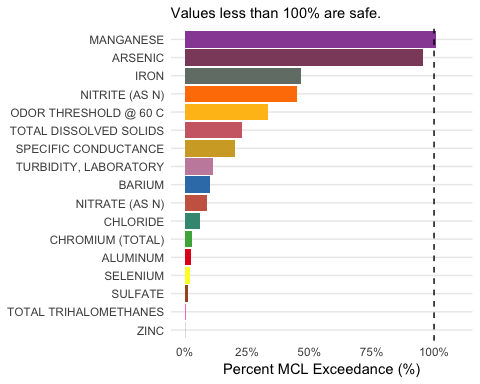 Values less than 100% are safe.
MANGANESE
ARSENIC
IRON
NITRITE (AS N)
ODOR THRESHOLD @ 60 C
TOTAL DISSOLVED SOLIDS
SPECIFIC CONDUCTANCE
TURBIDITY, LABORATORY
BARIUM
NITRATE (AS N)
CHLORIDE
CHROMIUM (TOTAL)
ALUMINUM
SELENIUM
SULFATE
TOTAL TRIHALOMETHANES
ZINC
0% 25% 50% 75% 100%
Percent MCL Exceedance (%)